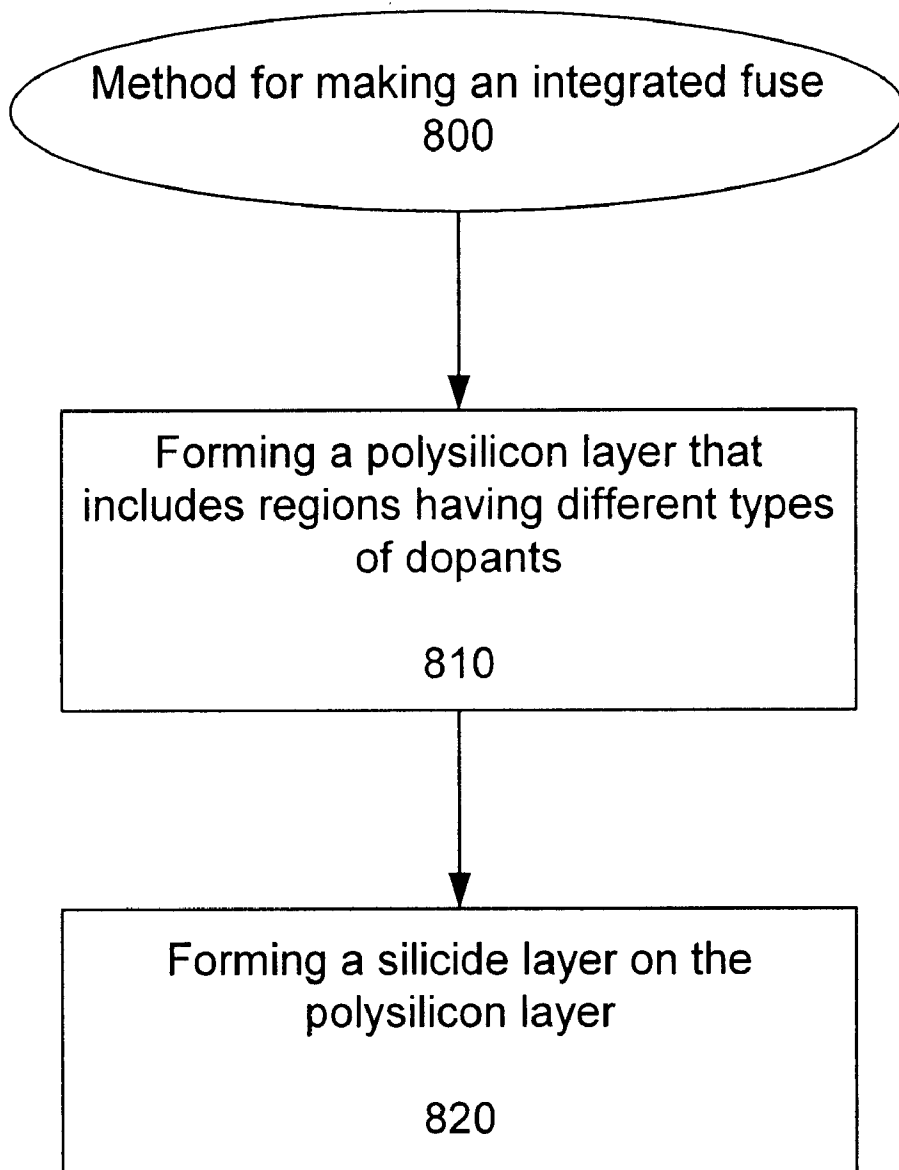 Method for making an integrated fuse
800
Forming a polysilicon layer that
includes regions having different types
of dopants
810
Forming a silicide layer on the
polysilicon layer
820